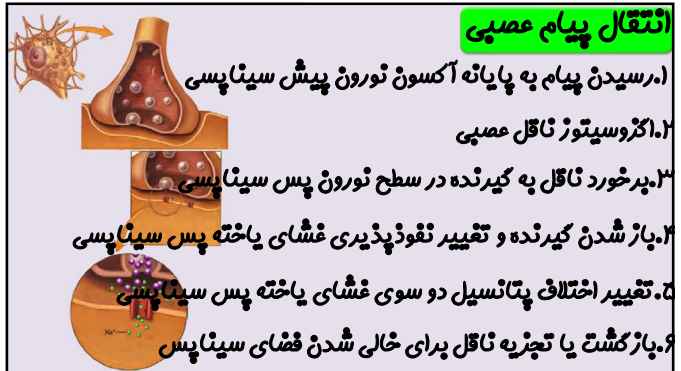 انتقال پیام عصبی
۱.رسیدن پیام به پایانه آکسون نورون پیش سیناپسی
۲.اگزوسیتوز ناقل عصبی
۳.برخورد ناقل به گیرنده در سطح نورون پس سیناپسی
۴.باز شدن گیرنده و تغییر نفوذپذیری غشای یاخته پس سیناپسی
۵.تغییر اختلاف پتانسیل دو سوی غشای یاخته پس سیناپسی
Na⁺
۶.بازگشت یا تجزیه ناقل برای خالی شدن فضای سیناپس